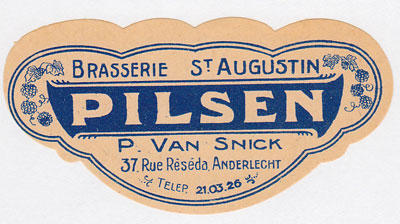 BRASSERIE ST AUGUSTIN
PILSEN
P. VAN SNICK
37, Rue Réséda, ANDERLECHT
TELEP. 21.03.26